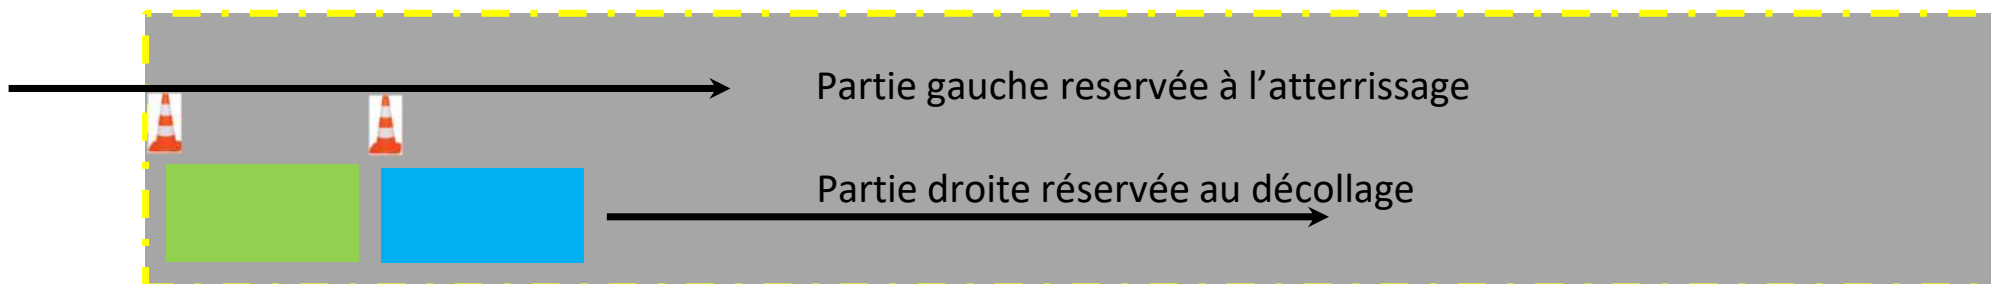 Partie gauche reservée à l’atterrissage
Partie droite réservée au décollage